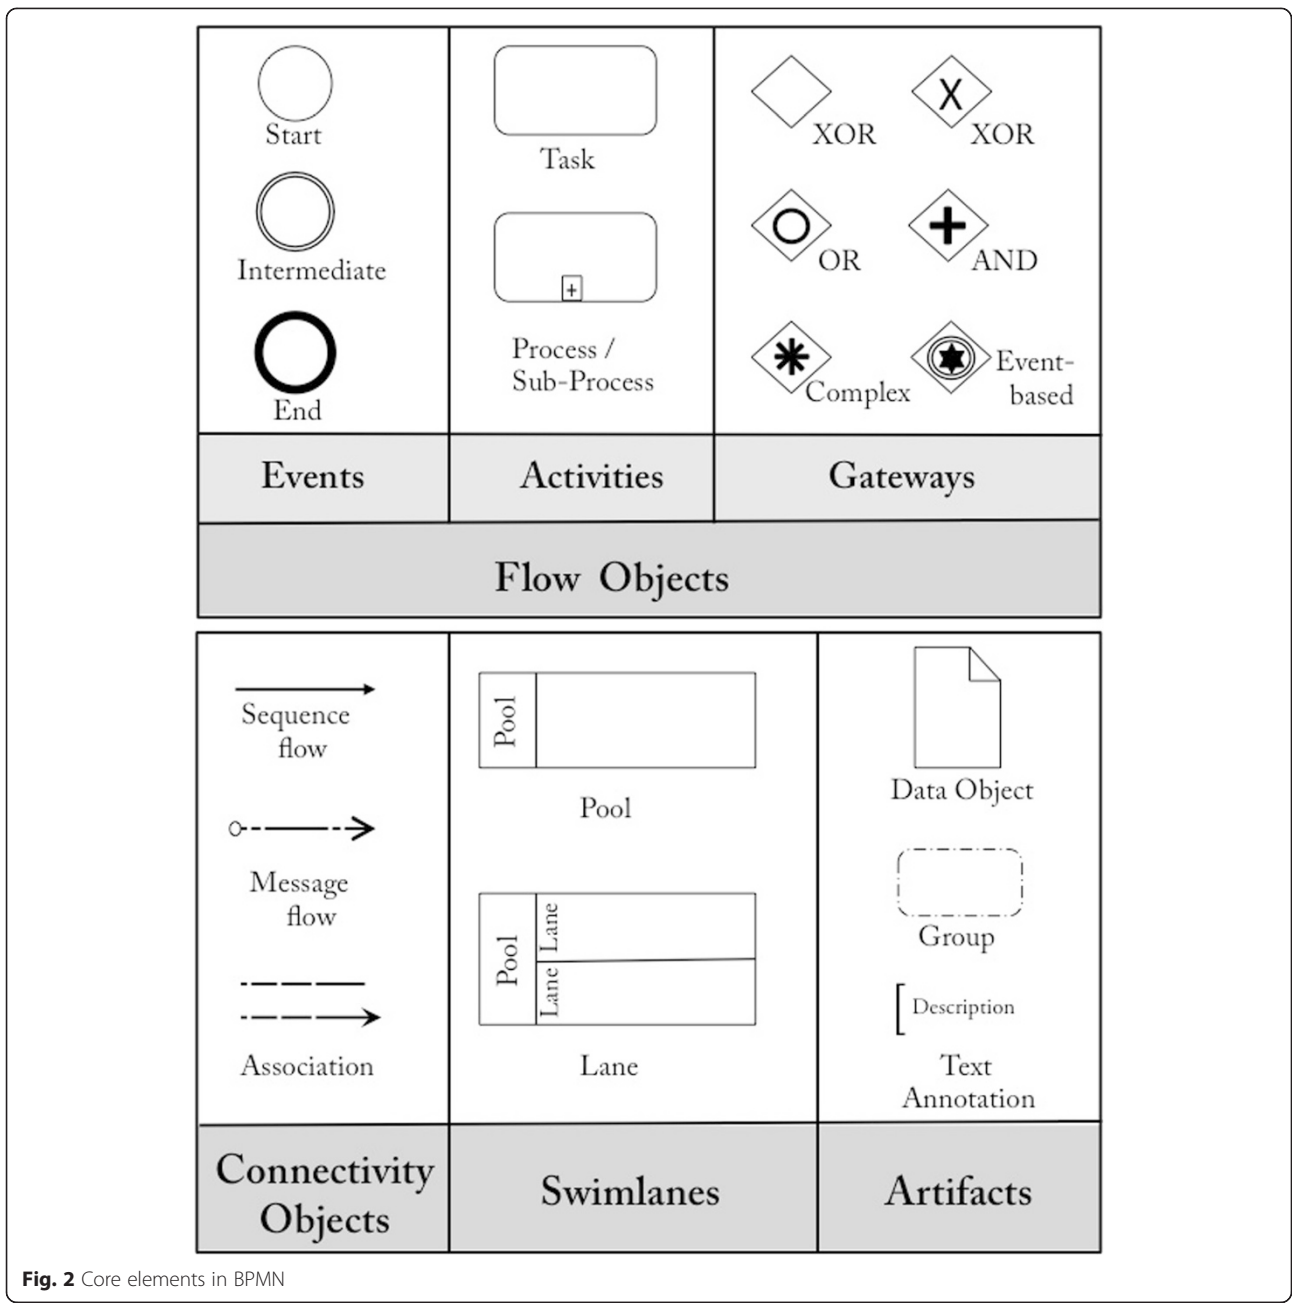 Start
Intermediate
End
Task
+
Process /
Sub-Process
XOR
X
XOR
OR
AND
Complex
Event-
based
Events
Activities
Gateways
Flow Objects
Sequence
flow
Message
flow
Association
Pool
Pool
Pool
Lane
Lane
Lane
Data Object
Group
Description
Text
Annotation
Connectivity
Objects
Swimlanes
Artifacts
Fig. 2 Core elements in BPMN